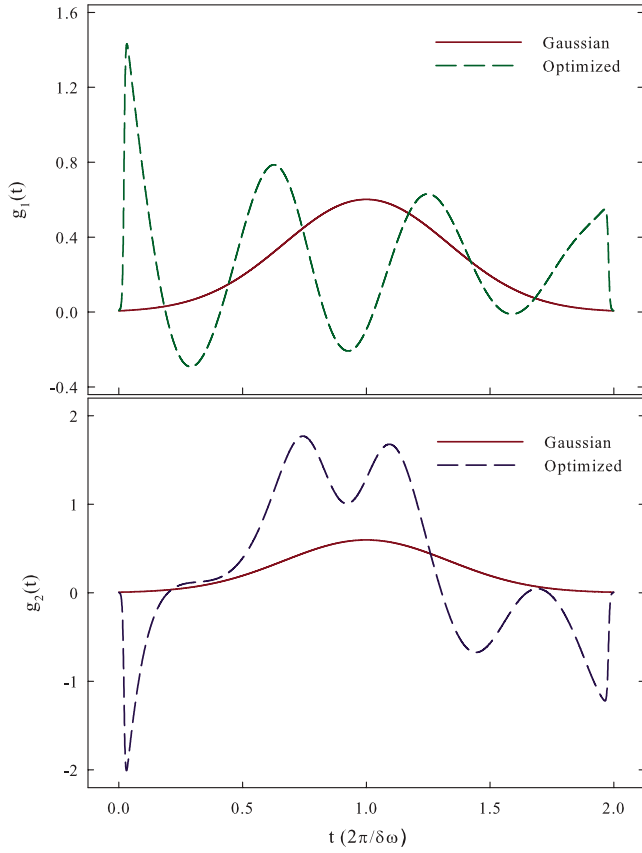 1.6
1.2
0.8
0.4
0.0
-0.4
g₁(t)
Gaussian
Optimized
2
1
0
-1
-2
g₂(t)
Gaussian
Optimized
0.0 0.5 1.0 1.5 2.0
t (2π/δω)